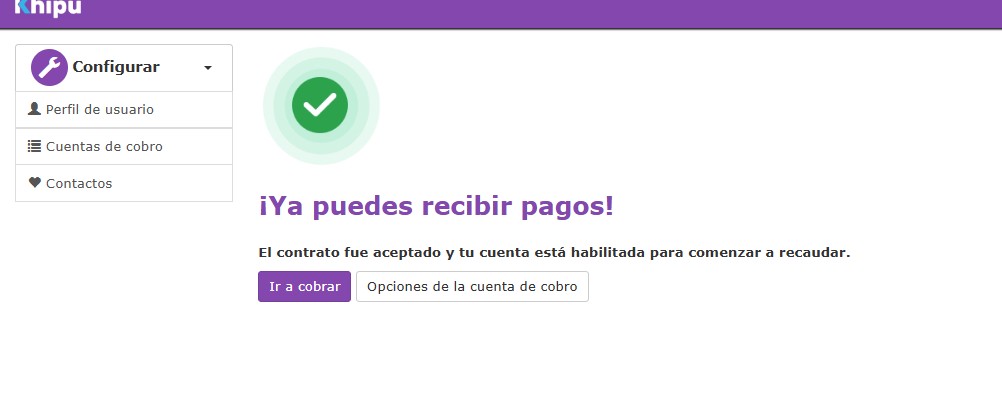 Khipu
Configurar
Perfil de usuario
Cuentas de cobro
Contactos
¡Ya puedes recibir pagos!
El contrato fue aceptado y tu cuenta está habilitada para comenzar a recaudar.
Ir a cobrar
Opciones de la cuenta de cobro